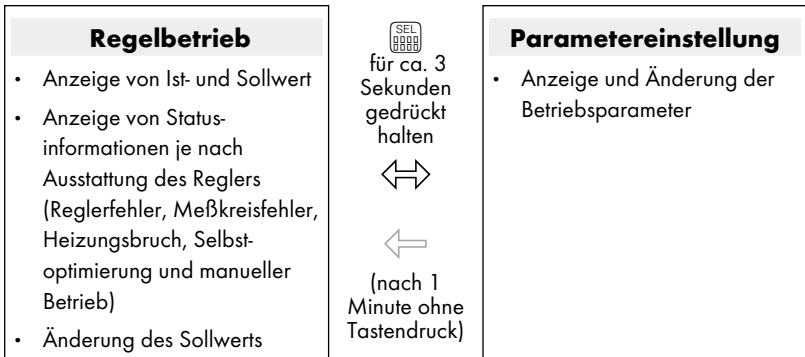 Regelbetrieb
• Anzeige von Ist- und Sollwert
• Anzeige von Status-
informationen je nach
Ausstattung des Reglers
(Reglerfehler, Meßkreisfehler,
Heizungsbruch, Selbst-
optimierung und manueller
Betrieb)
• Änderung des Sollwerts
SEL
für ca. 3
Sekunden
gedrückt
halten
(nach 1
Minute ohne
Tastendruck)
Parametereinstellung
• Anzeige und Änderung der
Betriebsparameter